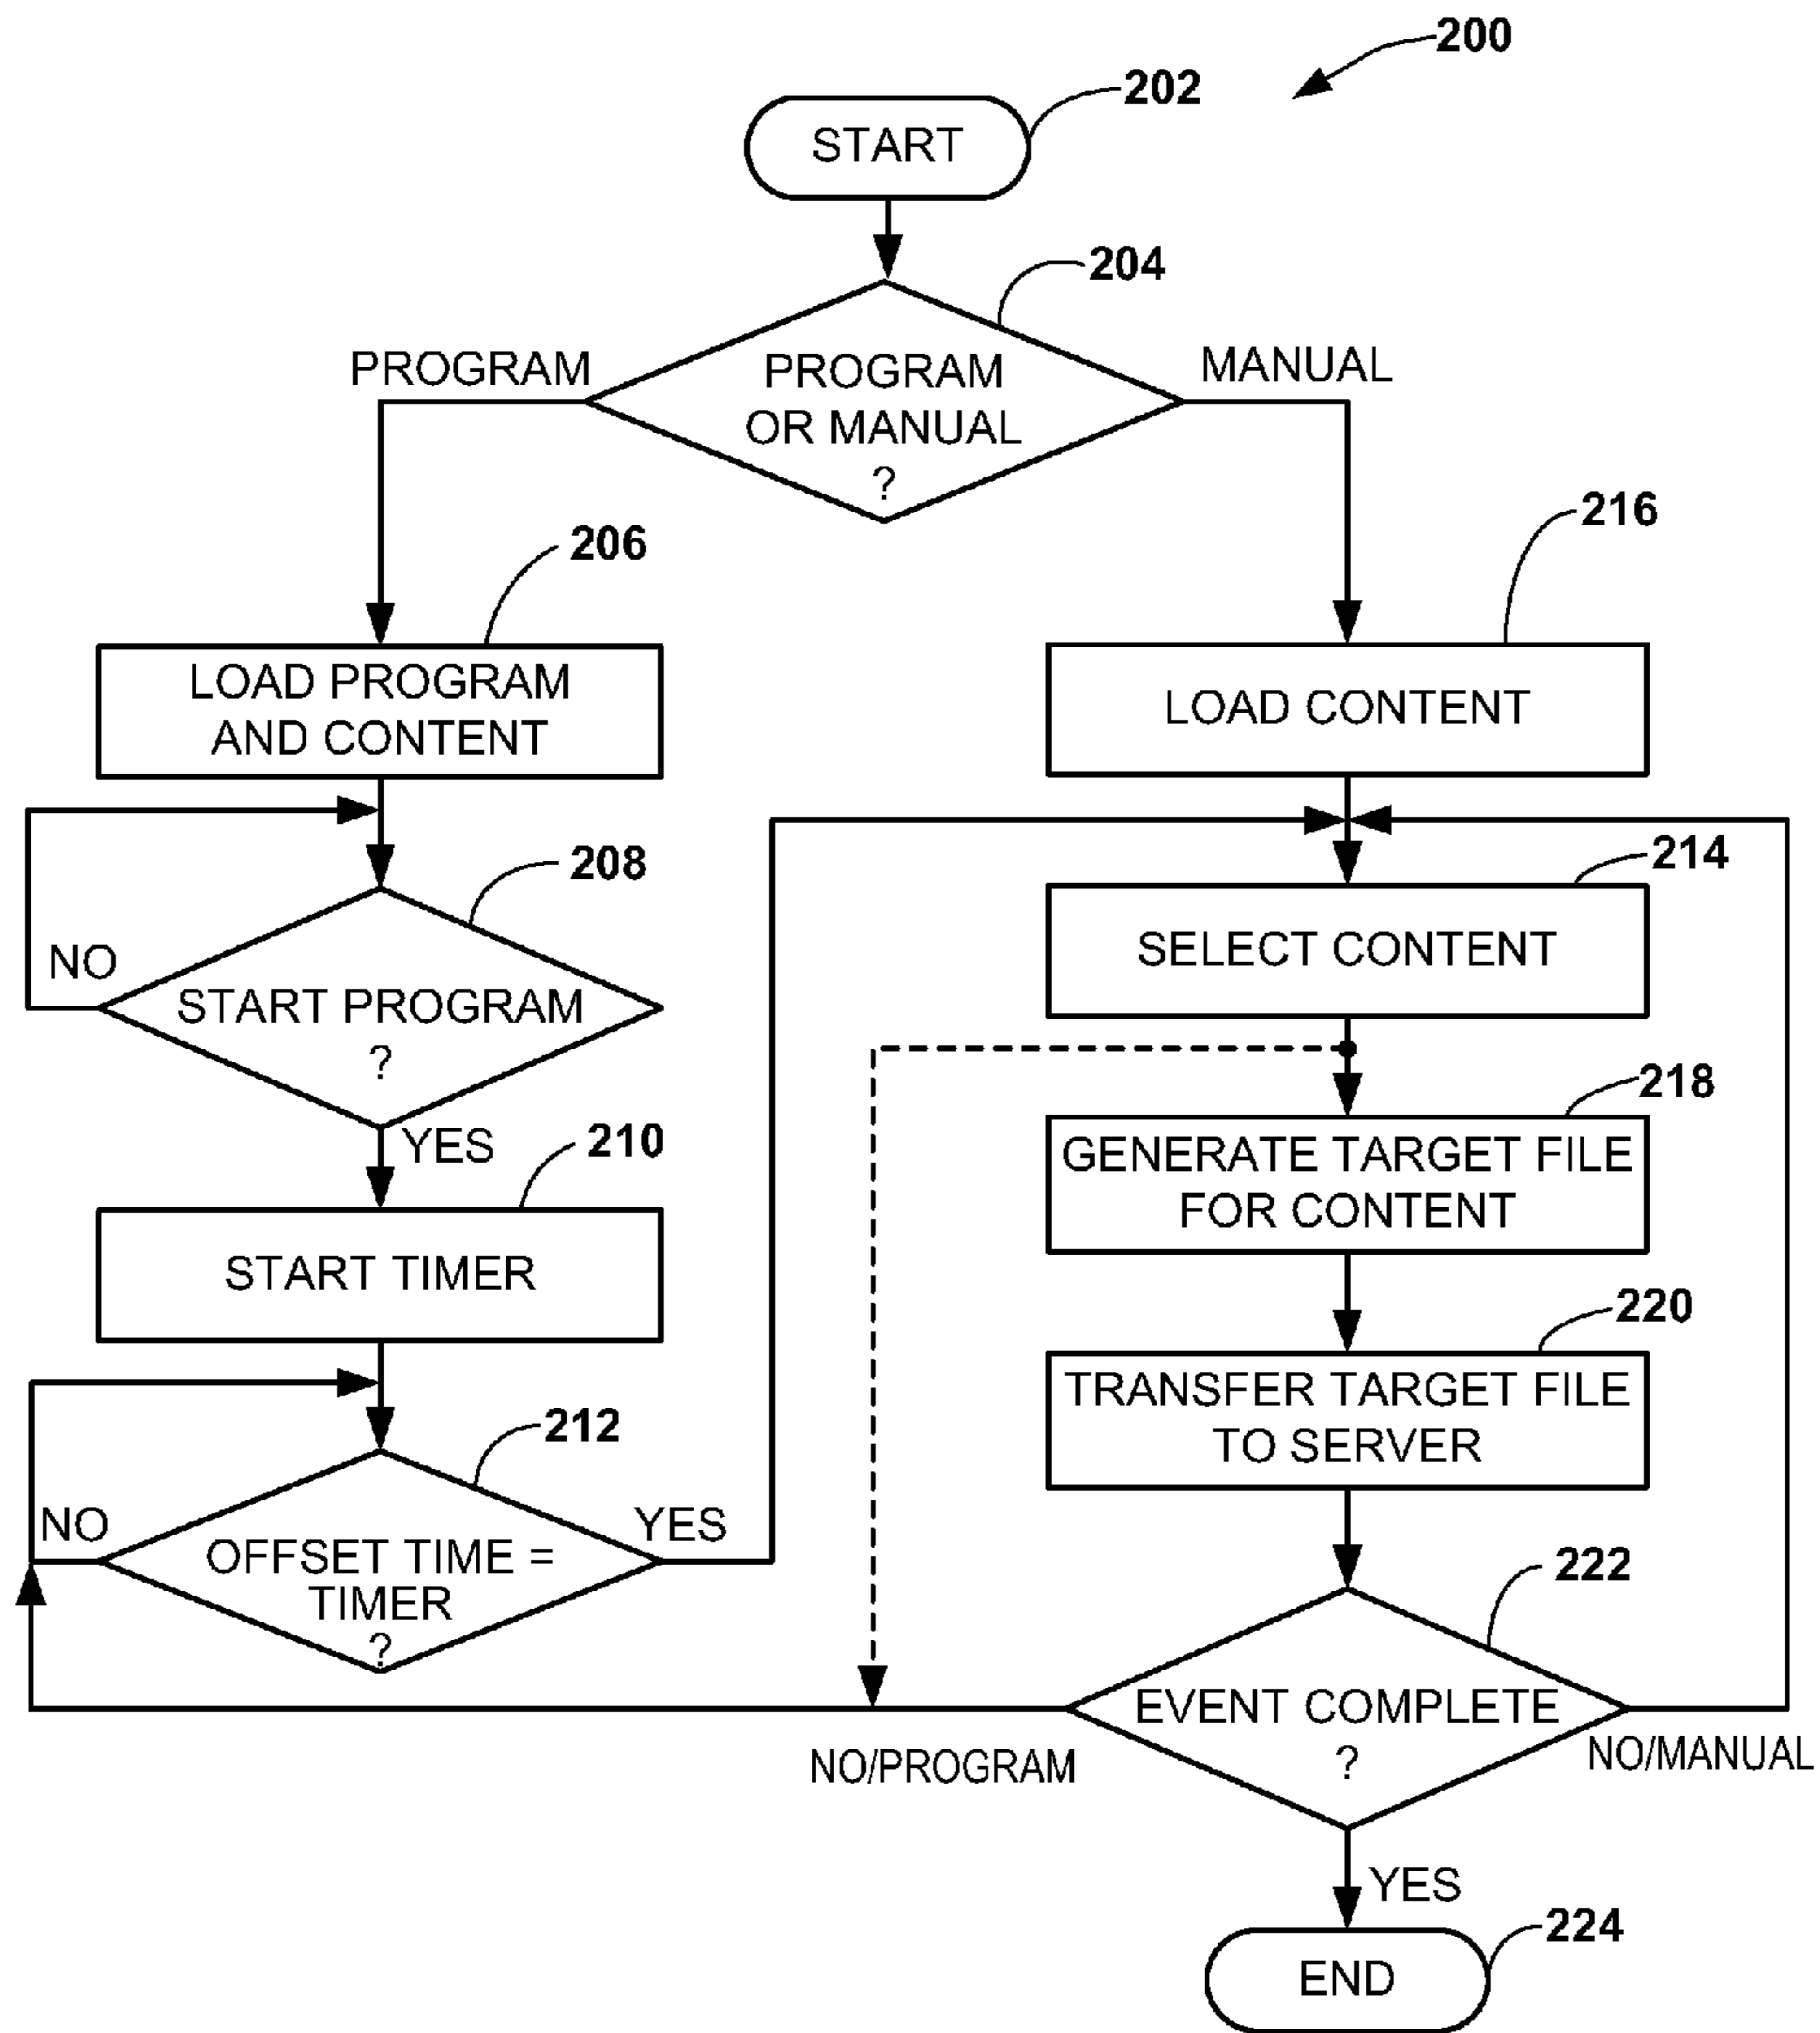 200
202
START
204
PROGRAM
MANUAL
PROGRAM
OR MANUAL
?
206
216
LOAD PROGRAM
AND CONTENT
LOAD CONTENT
208
214
NO
START PROGRAM
?
SELECT CONTENT
YES
218
GENERATE TARGET FILE
FOR CONTENT
210
START TIMER
220
TRANSFER TARGET FILE
TO SERVER
212
NO
YES
OFFSET TIME =
TIMER
?
222
EVENT COMPLETE
?
NO/PROGRAM
NO/MANUAL
YES
224
END